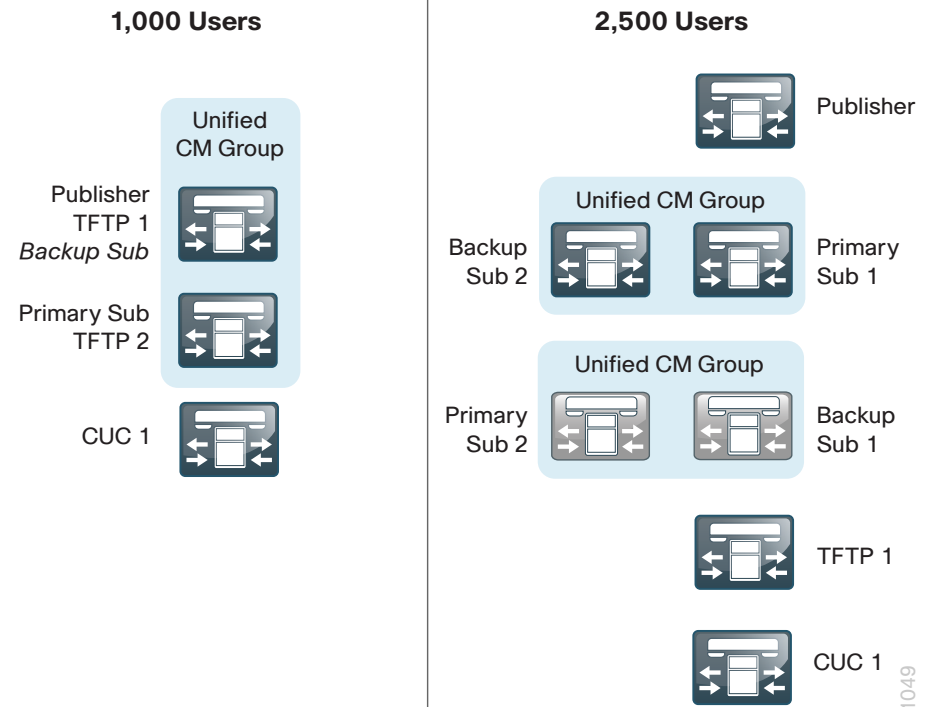 1,000 Users
Unified
CM Group
Publisher
TFTP 1
Backup Sub
Primary Sub
TFTP 2
CUC 1
2,500 Users
Publisher
Unified CM Group
Backup
Sub 2
Primary
Sub 1
Unified CM Group
Primary
Sub 2
Backup
Sub 1
TFTP 1
CUC 1
1049